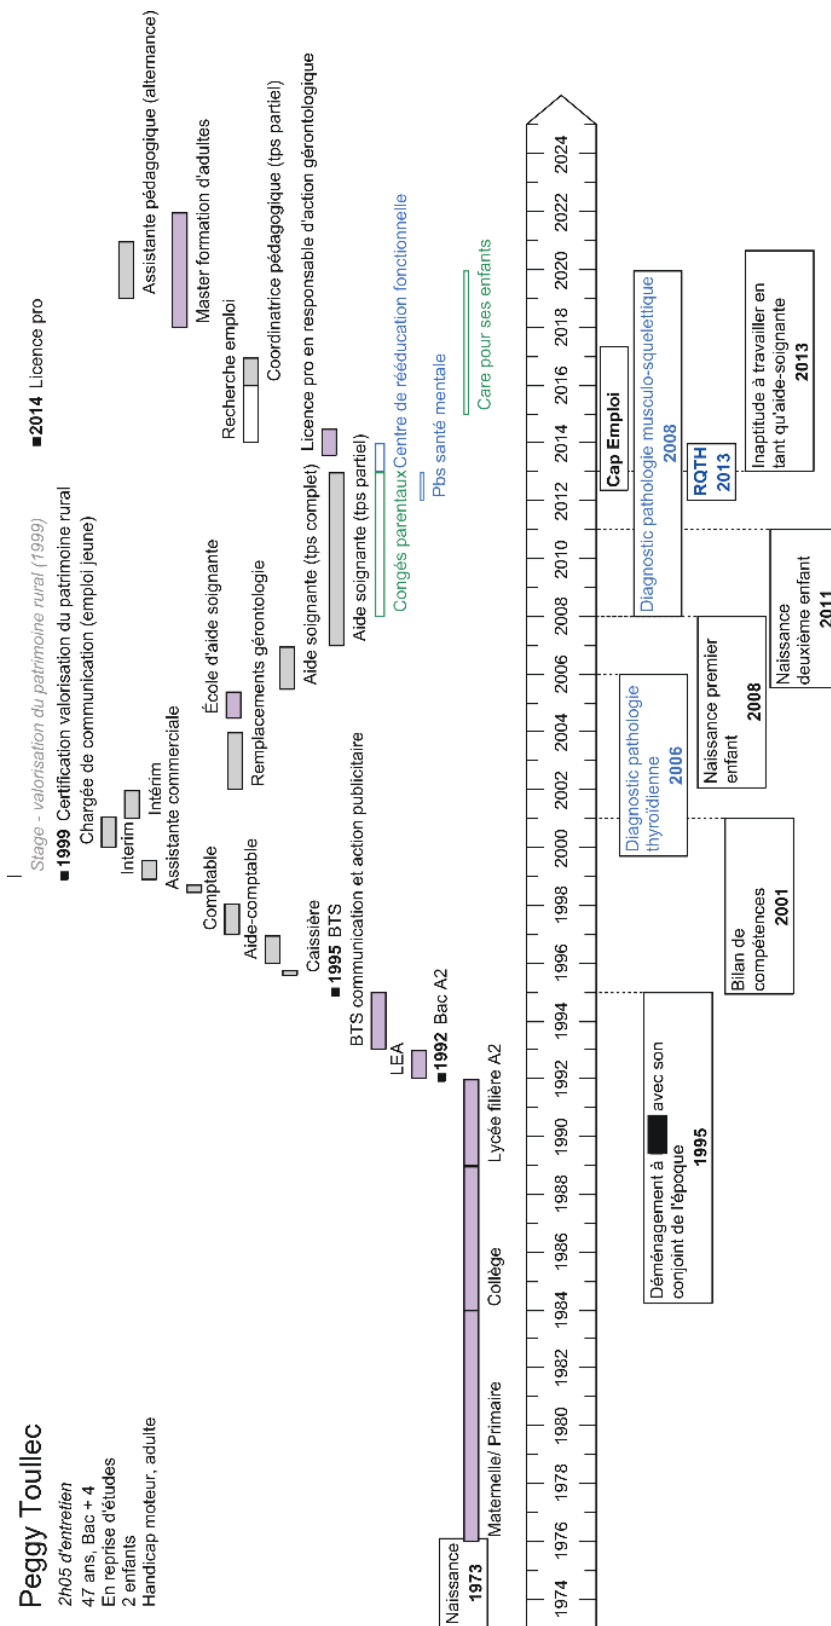 Peggy Toullec
2h05 d'entretien
47 ans, Bac + 4
En reprise d'études
2 enfants
Handicap moteur, adulte
Stage - valorisation du patrimoine rural (1999)
■1999 Certification valorisation du patrimoine rural
■2014 Licence pro
Chargée de communication (emploi jeune)
Interim
Intérim
Assistante commerciale
Comptable
Aide-comptable
Caissière
■1995 BTS
BTS communication et action publicitaire
LEA
■1992 Bac A2
Maternelle/ Primaire
Collège
Lycée filière A2
École d'aide soignante
Remplacements gérontologie
Aide soignante (tps complet)
Aide soignante (tps partiel)
Congés parentaux
Centre de rééducation fonctionnelle
Pbs santé mentale
Care pour ses enfants
Licence pro en responsable d'action gérontologique
Recherche emploi
Coordinatrice pédagogique (tps partiel)
Master formation d'adultes
Assistante pédagogique (alternance)
Naissance
1973
1974
1976
1978
1980
1982
1984
1986
1988
1990
1992
1994
1996
1998
2000
2002
2004
2006
2008
2010
2012
2014
2016
2018
2020
2022
2024
Déménagement à avec son
conjoint de l'époque
1995
Bilan de
compétences
2001
Diagnostic pathologie
thyroïdienne
2006
Naissance premier
enfant
2008
Naissance
deuxième enfant
2011
Cap Emploi
Diagnostic pathologie musculo-squelettique
2008
RQTH
2013
Inaptitude à travailler en
tant qu'aide-soignante
2013